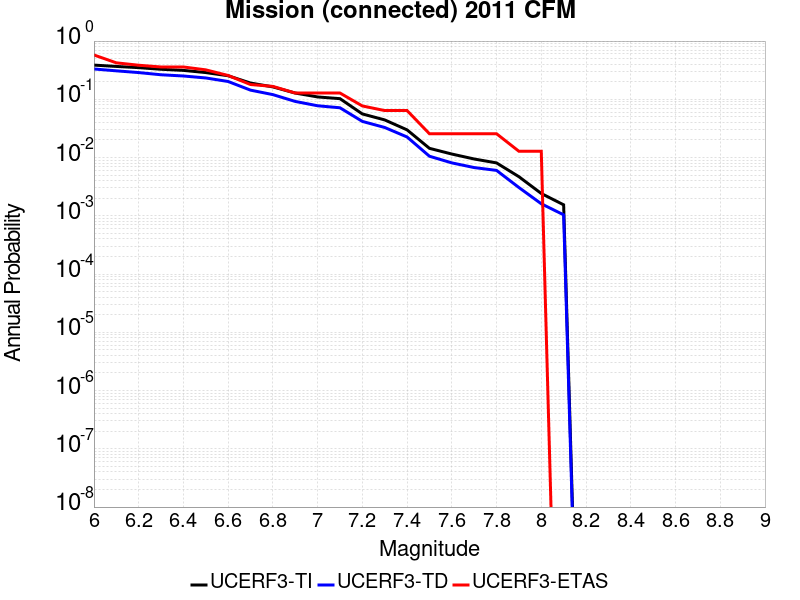 Mission (connected) 2011 CFM
10^0
10^-1
10^-2
10^-3
10^-4
10^-5
10^-6
10^-7
10^-8
Annual Probability
6 6.2 6.4 6.6 6.8 7 7.2 7.4 7.6 7.8 8 8.2 8.4 8.6 8.8 9
Magnitude
UCERF3-TI UCERF3-TD UCERF3-ETAS